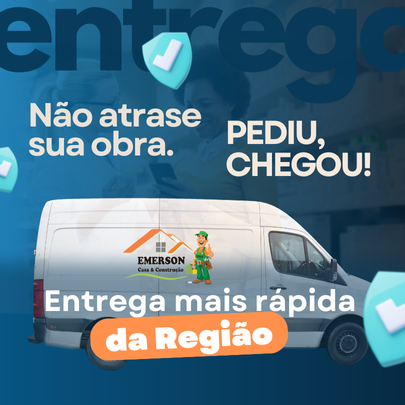 entrega
Não atrase
sua obra.
PEDIU,
CHEGOU!
EMERSON
Casa & Construção
Entrega mais rápida
da Região